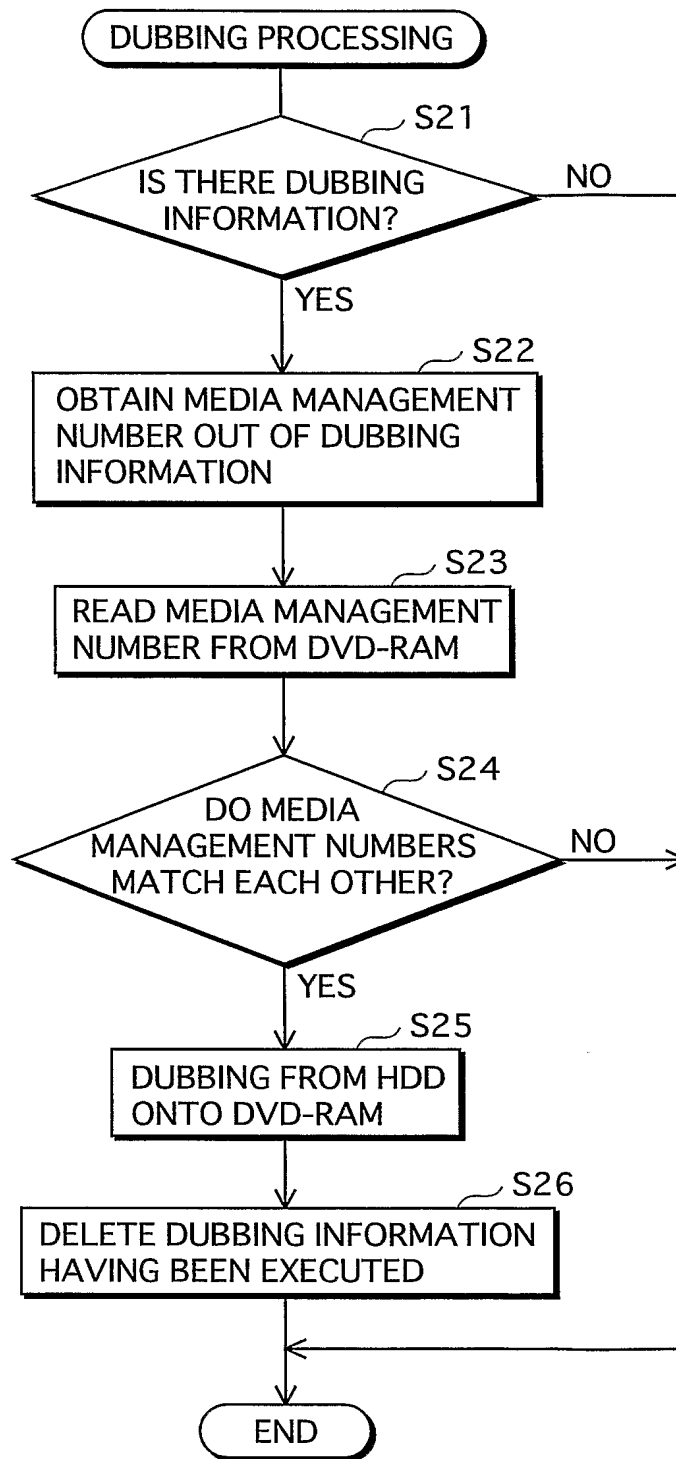 DUBBING PROCESSING
S21
IS THERE DUBBING
INFORMATION?
NO
YES
S22
OBTAIN MEDIA MANAGEMENT
NUMBER OUT OF DUBBING
INFORMATION
S23
READ MEDIA MANAGEMENT
NUMBER FROM DVD-RAM
S24
DO MEDIA
MANAGEMENT NUMBERS
MATCH EACH OTHER?
NO
YES
S25
DUBBING FROM HDD
ONTO DVD-RAM
S26
DELETE DUBBING INFORMATION
HAVING BEEN EXECUTED
END